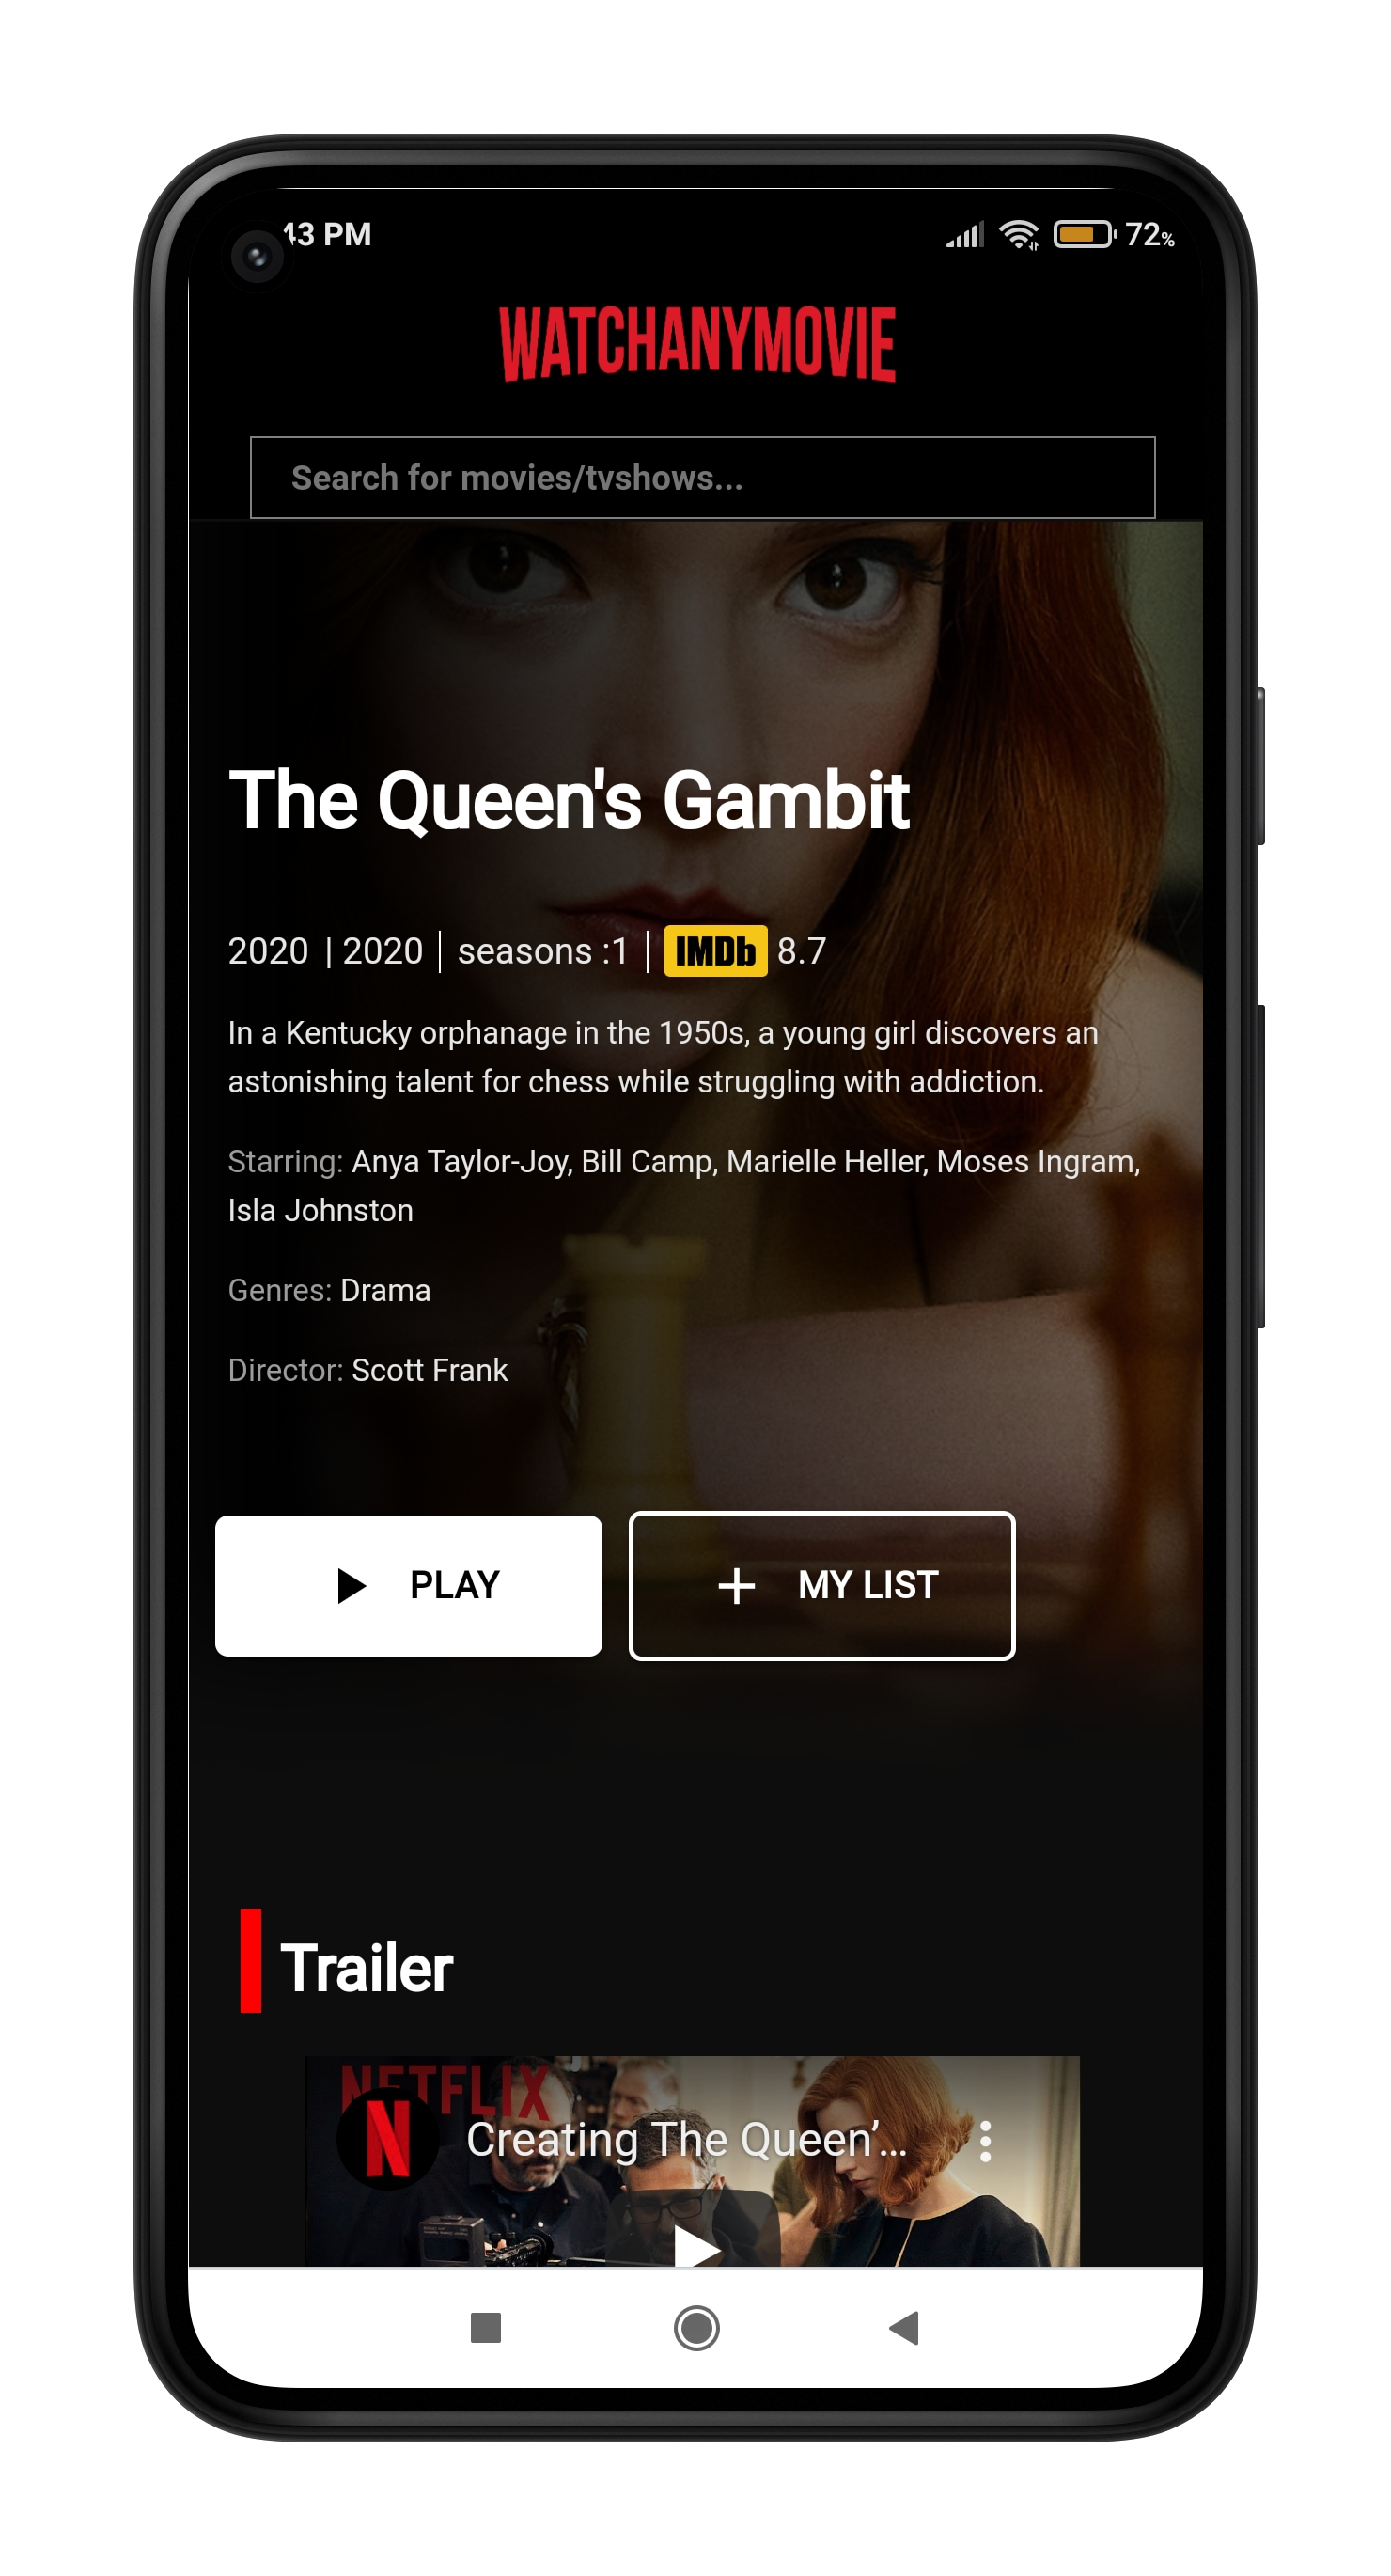 43 PM
72%
WATCHANYMOVIE
Search for movies/tvshows...
The Queen's Gambit
2020 | 2020 | seasons :1 | IMDb 8.7
In a Kentucky orphanage in the 1950s, a young girl discovers an
astonishing talent for chess while struggling with addiction.
Starring: Anya Taylor-Joy, Bill Camp, Marielle Heller, Moses Ingram,
Isla Johnston
Genres: Drama
Director: Scott Frank
PLAY
MY LIST
Trailer
NETFLIX
N
Creating The Queen’...